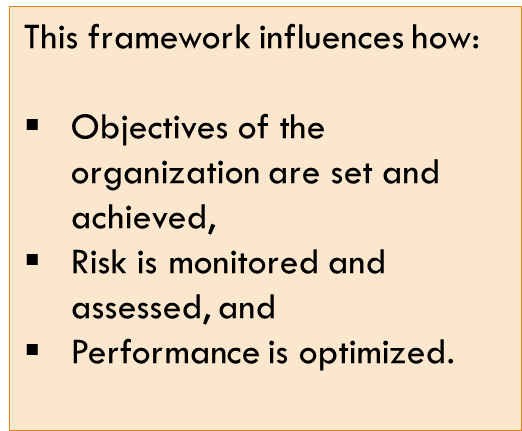 This framework influences how:
▪ Objectives of the
organization are set and
achieved,
▪ Risk is monitored and
assessed, and
▪ Performance is optimized.